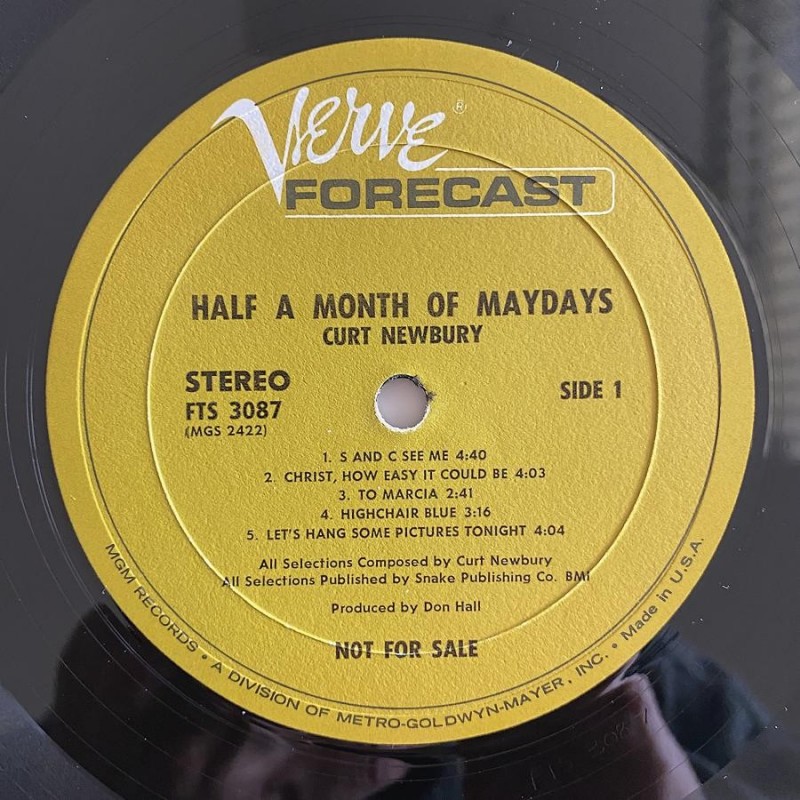 Verve ®
FORECAST
HALF A MONTH OF MAYDAYS
CURT NEWBURY
STEREO
FTS 3087
(MGS 2422)
SIDE 1
1. S AND C SEE ME 4:40
2. CHRIST, HOW EASY IT COULD BE 4:03
3. TO MARCIA 2:41
4. HIGHCHAIR BLUE 3:16
5. LET'S HANG SOME PICTURES TONIGHT 4:04
All Selections Composed by Curt Newbury
All Selections Published by Snake Publishing Co. BMI
Produced by Don Hall
NOT FOR SALE
MGM RECORDS • A DIVISION OF METRO-GOLDWYN-MAYER, INC. • Made in U.S.A.